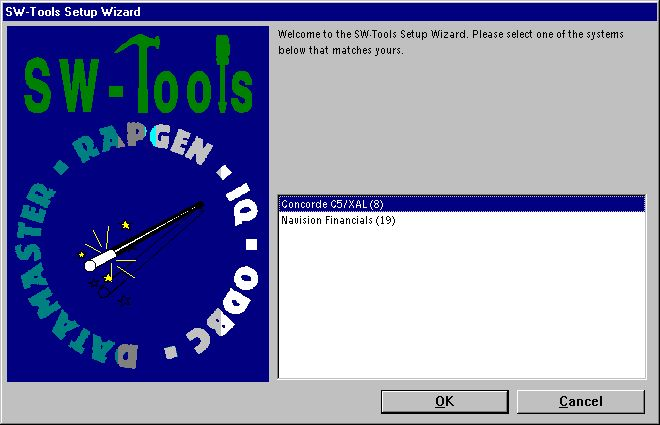 SW-Tools Setup Wizard
SW-Tools
DATAMASTER · RAPGEN · IQ · ODBC ·
Welcome to the SW-Tools Setup Wizard. Please select one of the systems
below that matches yours.
Concorde C5/XAL (8)
Navision Financials (19)
OK
Cancel